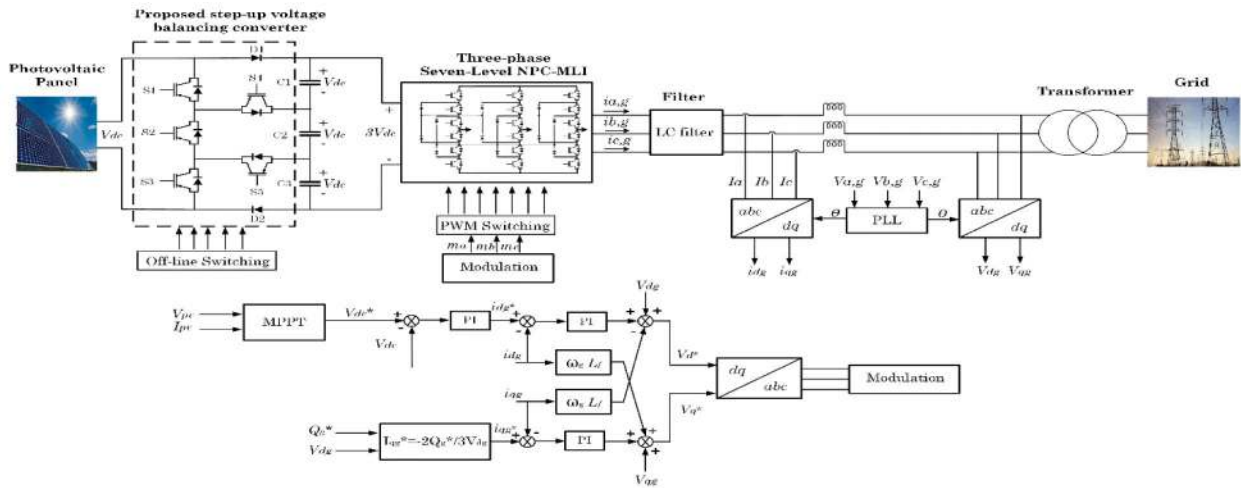 Proposed step-up voltage
balancing converter
Photovoltaic
Panel
Vdc
D1
S4
S1
S2
S3
S5
D2
C1
C2
C3
+
Vdc
-
+
Vdc
-
+
Vdc
-
+
3Vdc
-
Off-line Switching
Three-phase
Seven-Level NPC-MLI
PWM Switching
ma mb mc
Modulation
ia,g
ib,g
ic,g
Filter
LC filter
Transformer
Grid
Ia Ib Ic
Va,g Vb,g Vc,g
abc
dq
PLL
Θ
abc
dq
idg iqg
Vdg Vqg
Vpc
Ipc
MPPT
Vdc*
+
-
Vdc
PI
idg*
+
-
PI
Vdg
+
+
-
idg
ωg Lf
iqg
ωg Lf
Vd*
Vq*
dq
abc
Modulation
Qg*
Vdg
Iqg*=-2Qg*/3Vdg
iqg*
+
-
PI
+
+
+
Vqg